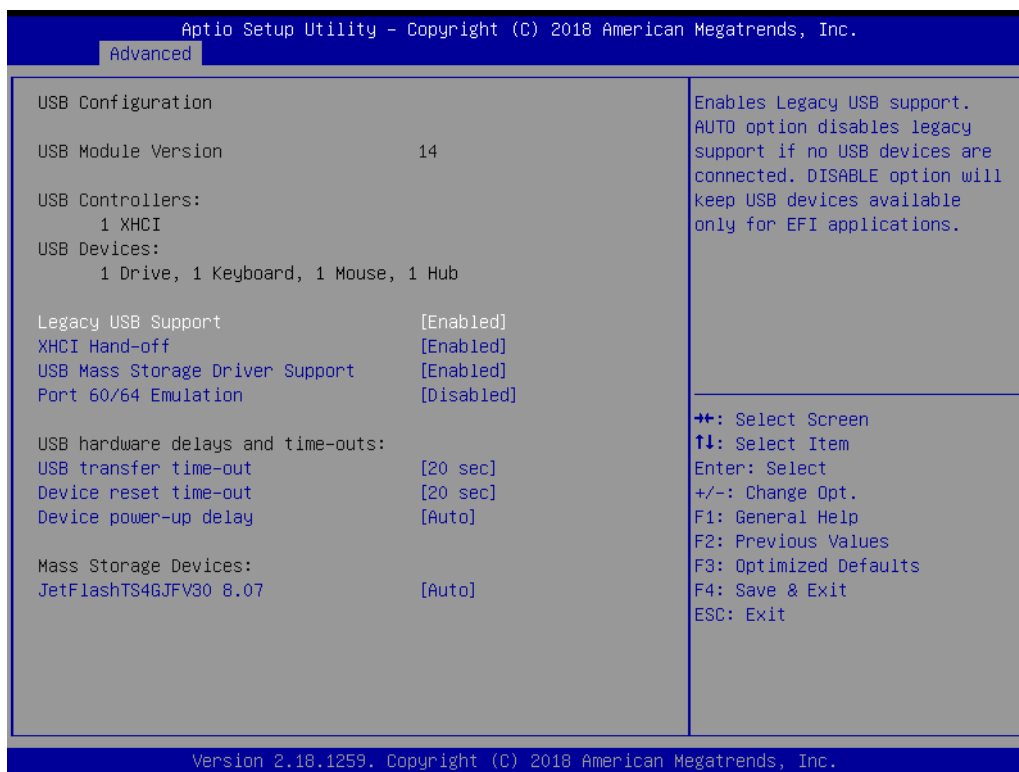 Aptio Setup Utility – Copyright (C) 2018 American Megatrends, Inc.
Advanced
USB Configuration
USB Module Version 14
USB Controllers:
1 XHCI
USB Devices:
1 Drive, 1 Keyboard, 1 Mouse, 1 Hub
Legacy USB Support [Enabled]
XHCI Hand-off [Enabled]
USB Mass Storage Driver Support [Enabled]
Port 60/64 Emulation [Disabled]
USB hardware delays and time-outs:
USB transfer time-out [20 sec]
Device reset time-out [20 sec]
Device power-up delay [Auto]
Mass Storage Devices:
JetFlashTS4GJFV30 8.07 [Auto]
Enables Legacy USB support.
AUTO option disables legacy
support if no USB devices are
connected. DISABLE option will
keep USB devices available
only for EFI applications.
→←: Select Screen
↑↓: Select Item
Enter: Select
+/-: Change Opt.
F1: General Help
F2: Previous Values
F3: Optimized Defaults
F4: Save & Exit
ESC: Exit
Version 2.18.1259. Copyright (C) 2018 American Megatrends, Inc.